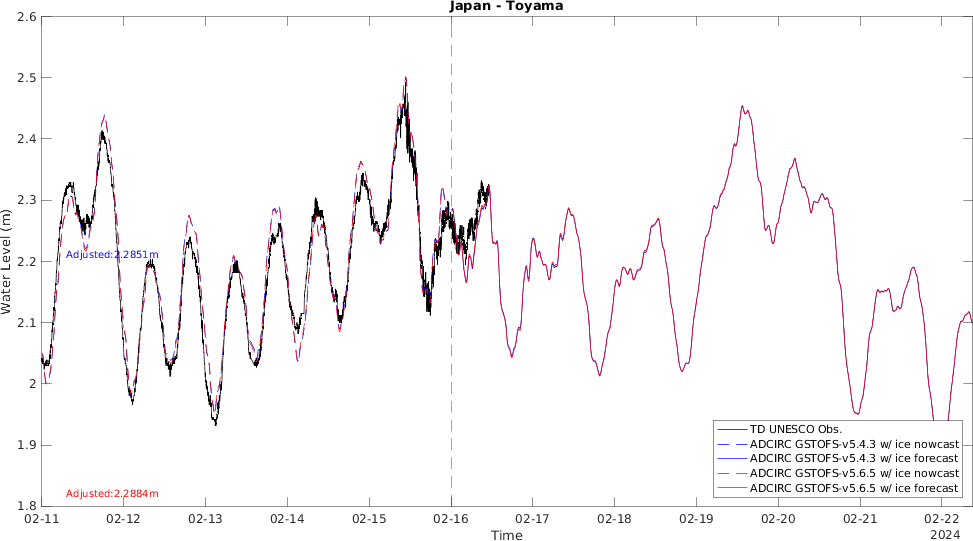 Japan - Toyama
2.6
2.5
2.4
2.3
2.2
2.1
2
1.9
1.8
Water Level (m)
Adjusted:2.2851m
Adjusted:2.2884m
TD UNESCO Obs.
ADCIRC GSTOFS-v5.4.3 w/ ice nowcast
ADCIRC GSTOFS-v5.4.3 w/ ice forecast
ADCIRC GSTOFS-v5.6.5 w/ ice nowcast
ADCIRC GSTOFS-v5.6.5 w/ ice forecast
02-11 02-12 02-13 02-14 02-15 02-16 02-17 02-18 02-19 02-20 02-21 02-22
Time
2024